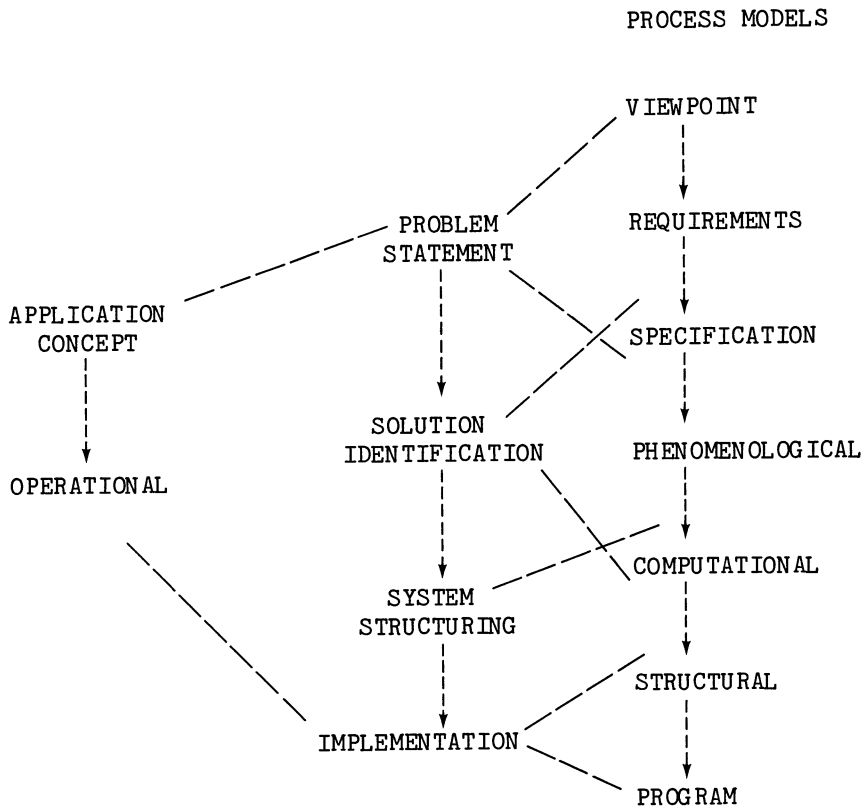 PROCESS MODELS
VIEWPOINT
PROBLEM
STATEMENT
REQUIREMENTS
APPLICATION
CONCEPT
SPECIFICATION
SOLUTION
IDENTIFICATION
PHENOMENOLOGICAL
OPERATIONAL
COMPUTATIONAL
SYSTEM
STRUCTURING
STRUCTURAL
IMPLEMENTATION
PROGRAM